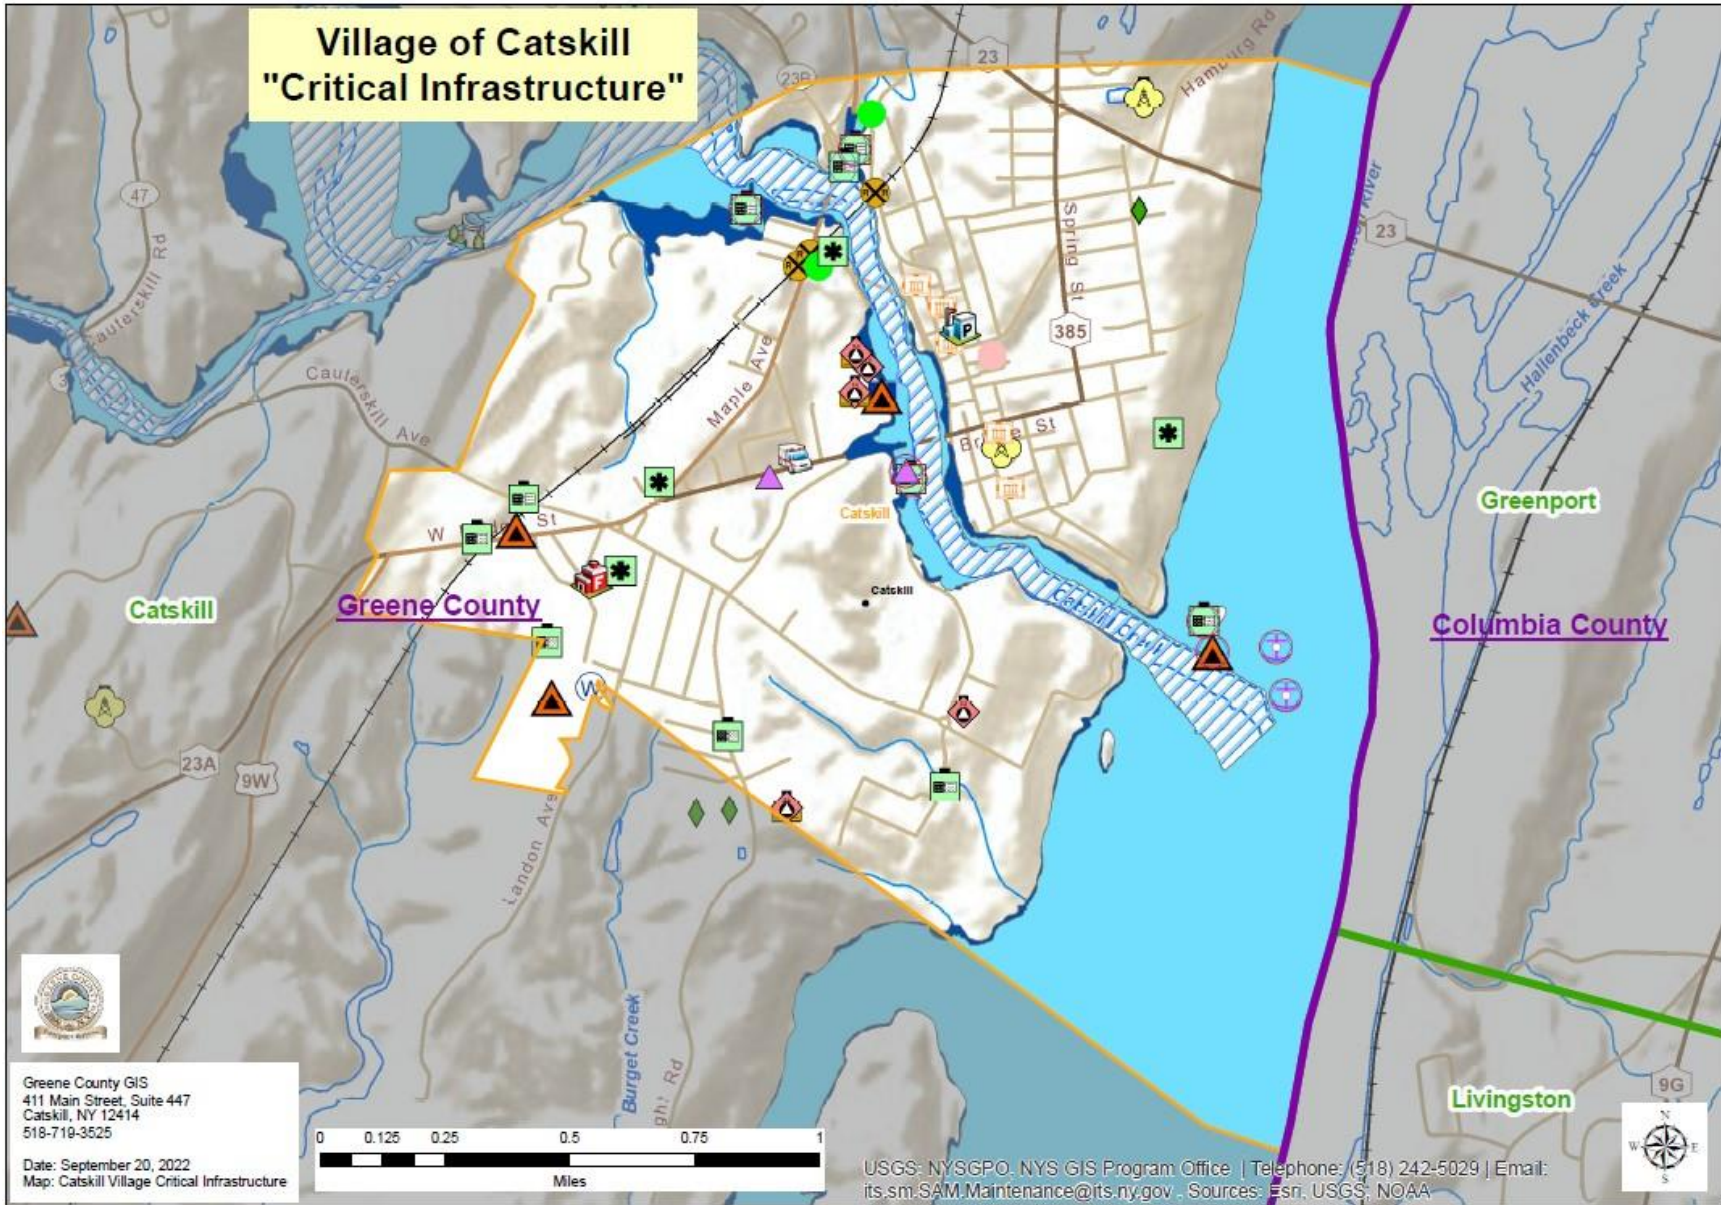 Village of Catskill
"Critical Infrastructure"
23B
23
Hamburg Rd
47
Cauterskill Rd
Spring St
23
385
Hallenbeck Creek
Cauterskill Ave
Maple Ave
Bridge St
W
St
Catskill
Greenport
Catskill
Catskill
Greene County
Catskill Creek
Columbia County
W
23A
9W
Landon Ave
Burget Creek
Rd
Livingston
9G
Greene County GIS
411 Main Street, Suite 447
Catskill, NY 12414
518-719-3525
Date: September 20, 2022
Map: Catskill Village Critical Infrastructure
0 0.125 0.25 0.5 0.75 1
Miles
USGS: NYSGPO, NYS GIS Program Office | Telephone: (518) 242-5029 | Email:
its.sm.SAM.Maintenance@its.ny.gov , Sources: Esri, USGS, NOAA
N
W E
S